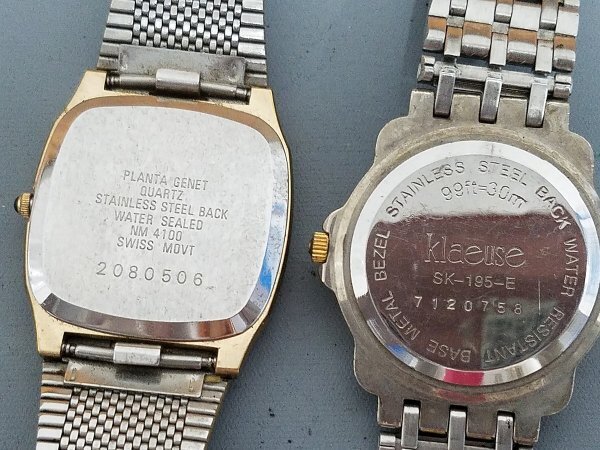 PLANTA GENET
QUARTZ
STAINLESS STEEL BACK
WATER SEALED
NM 4100
SWISS MOVT
2080506
BASE METAL BEZEL STAINLESS STEEL BACK WATER RESISTANT
99ft-30m
klaeuse
SK-195-E
7120758